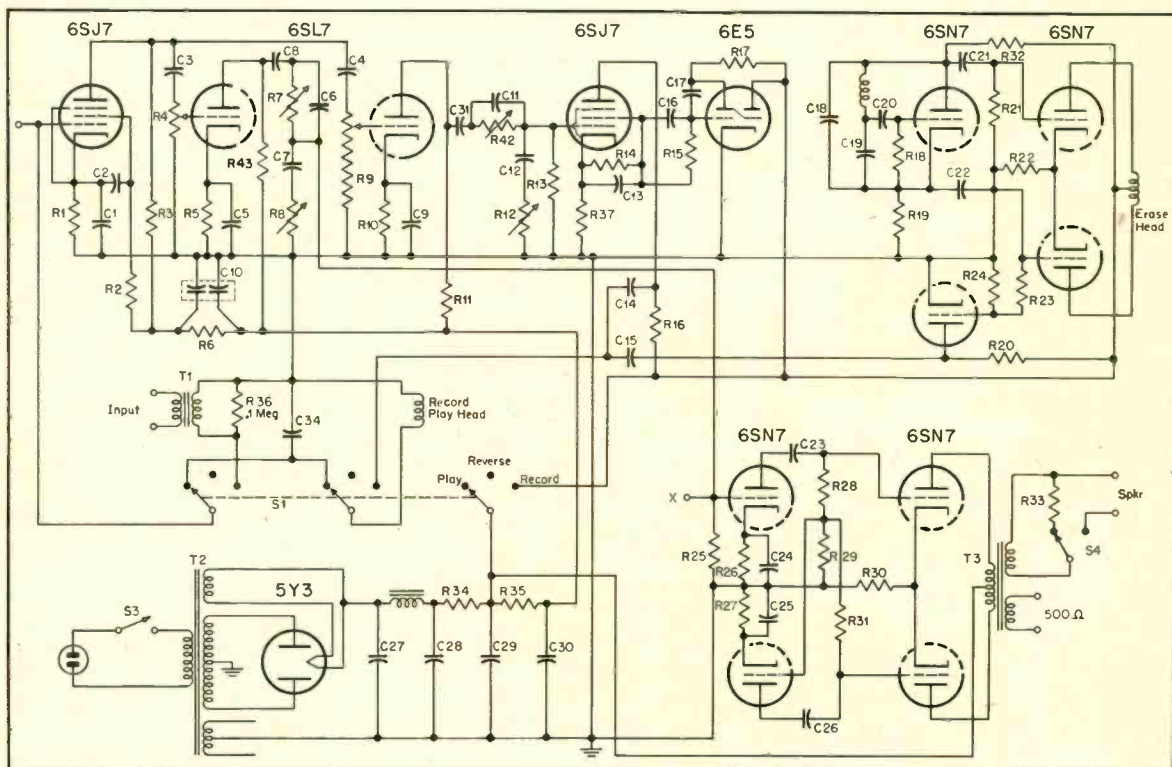 6SJ7 6SL7 6SJ7 6E5 6SN7 6SN7
C3 C8 C4 R17 C21 R32
R4 R7 C6 C11 C17 C16 C18 C20 R21
C31 R42
C2 R43 C7 R9 C12 R13 R14 R15 C19 R18 R22
R1 C1 R3 R5 C5 R8 R10 C9 R12 C13 R37 C22 R19 Erase
Head
R2 C10 R11 C14 R24 R23
R6 C15 R16 R20
T1
Input R36 Record
.1 Meg Play Head
C34 6SN7 6SN7
Reverse C23
Play Record R28 Spkr
S1 X R33
R25 C24 R29 T3 S4
T2 R26 R30
5Y3 R34 R35 R27 C25 R31 500Ω
S3
C27 C28 C29 C30
C26